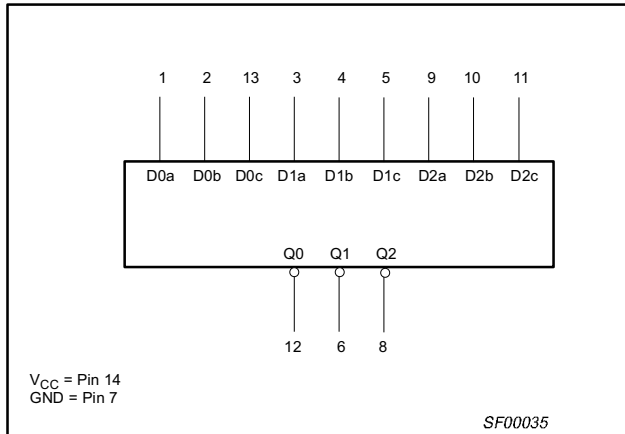 1 2 13 3 4 5 9 10 11
D0a D0b D0c D1a D1b D1c D2a D2b D2c
Q0 Q1 Q2
12 6 8
VCC = Pin 14
GND = Pin 7
SF00035